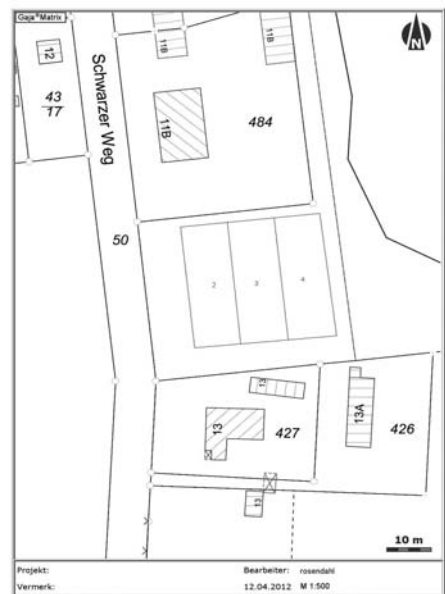 Gaja®Matrix
N
12
43
17
Schwarzer Weg
11B
11B
11B
484
50
2
3
4
13
13
427
13A
426
13
10 m
Projekt:
Bearbeiter: rosendahl
Vermerk:
12.04.2012 M 1:500